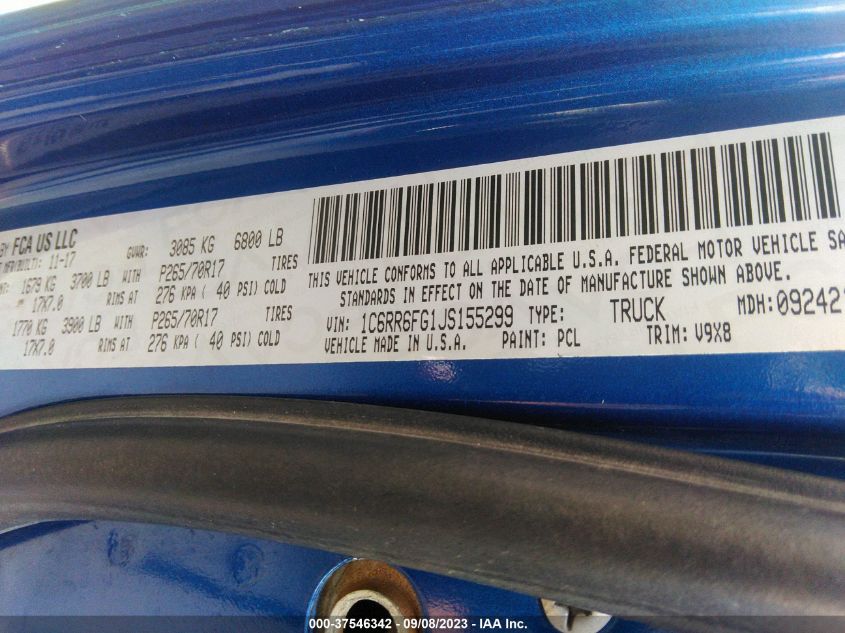 BY FCA US LLC
MFR/BUILT: 11-17 GVWR: 3085 KG 6800 LB
1679 KG 3700 LB WITH P265/70R17 TIRES
17X7.0 RIMS AT 276 KPA ( 40 PSI) COLD
1770 KG 3900 LB WITH P265/70R17 TIRES
17X7.0 RIMS AT 276 KPA ( 40 PSI) COLD
THIS VEHICLE CONFORMS TO ALL APPLICABLE U.S.A. FEDERAL MOTOR VEHICLE SA
STANDARDS IN EFFECT ON THE DATE OF MANUFACTURE SHOWN ABOVE.
VIN: 1C6RR6FG1JS155299 TYPE: TRUCK MDH:09242
VEHICLE MADE IN U.S.A. PAINT: PCL TRIM: V9X8
000-37546342 - 09/08/2023 - © IAA Inc.